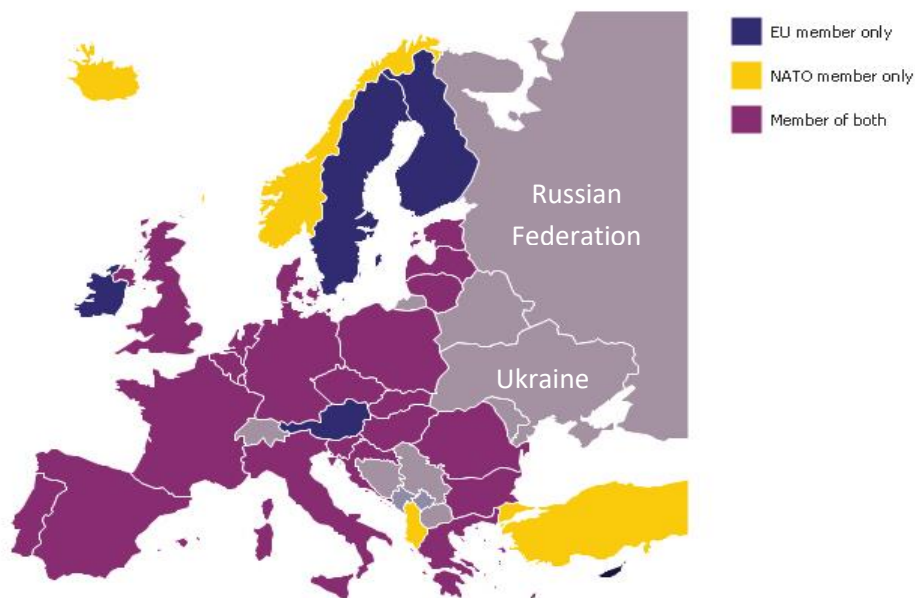 EU member only
NATO member only
Member of both
Russian
Federation
Ukraine